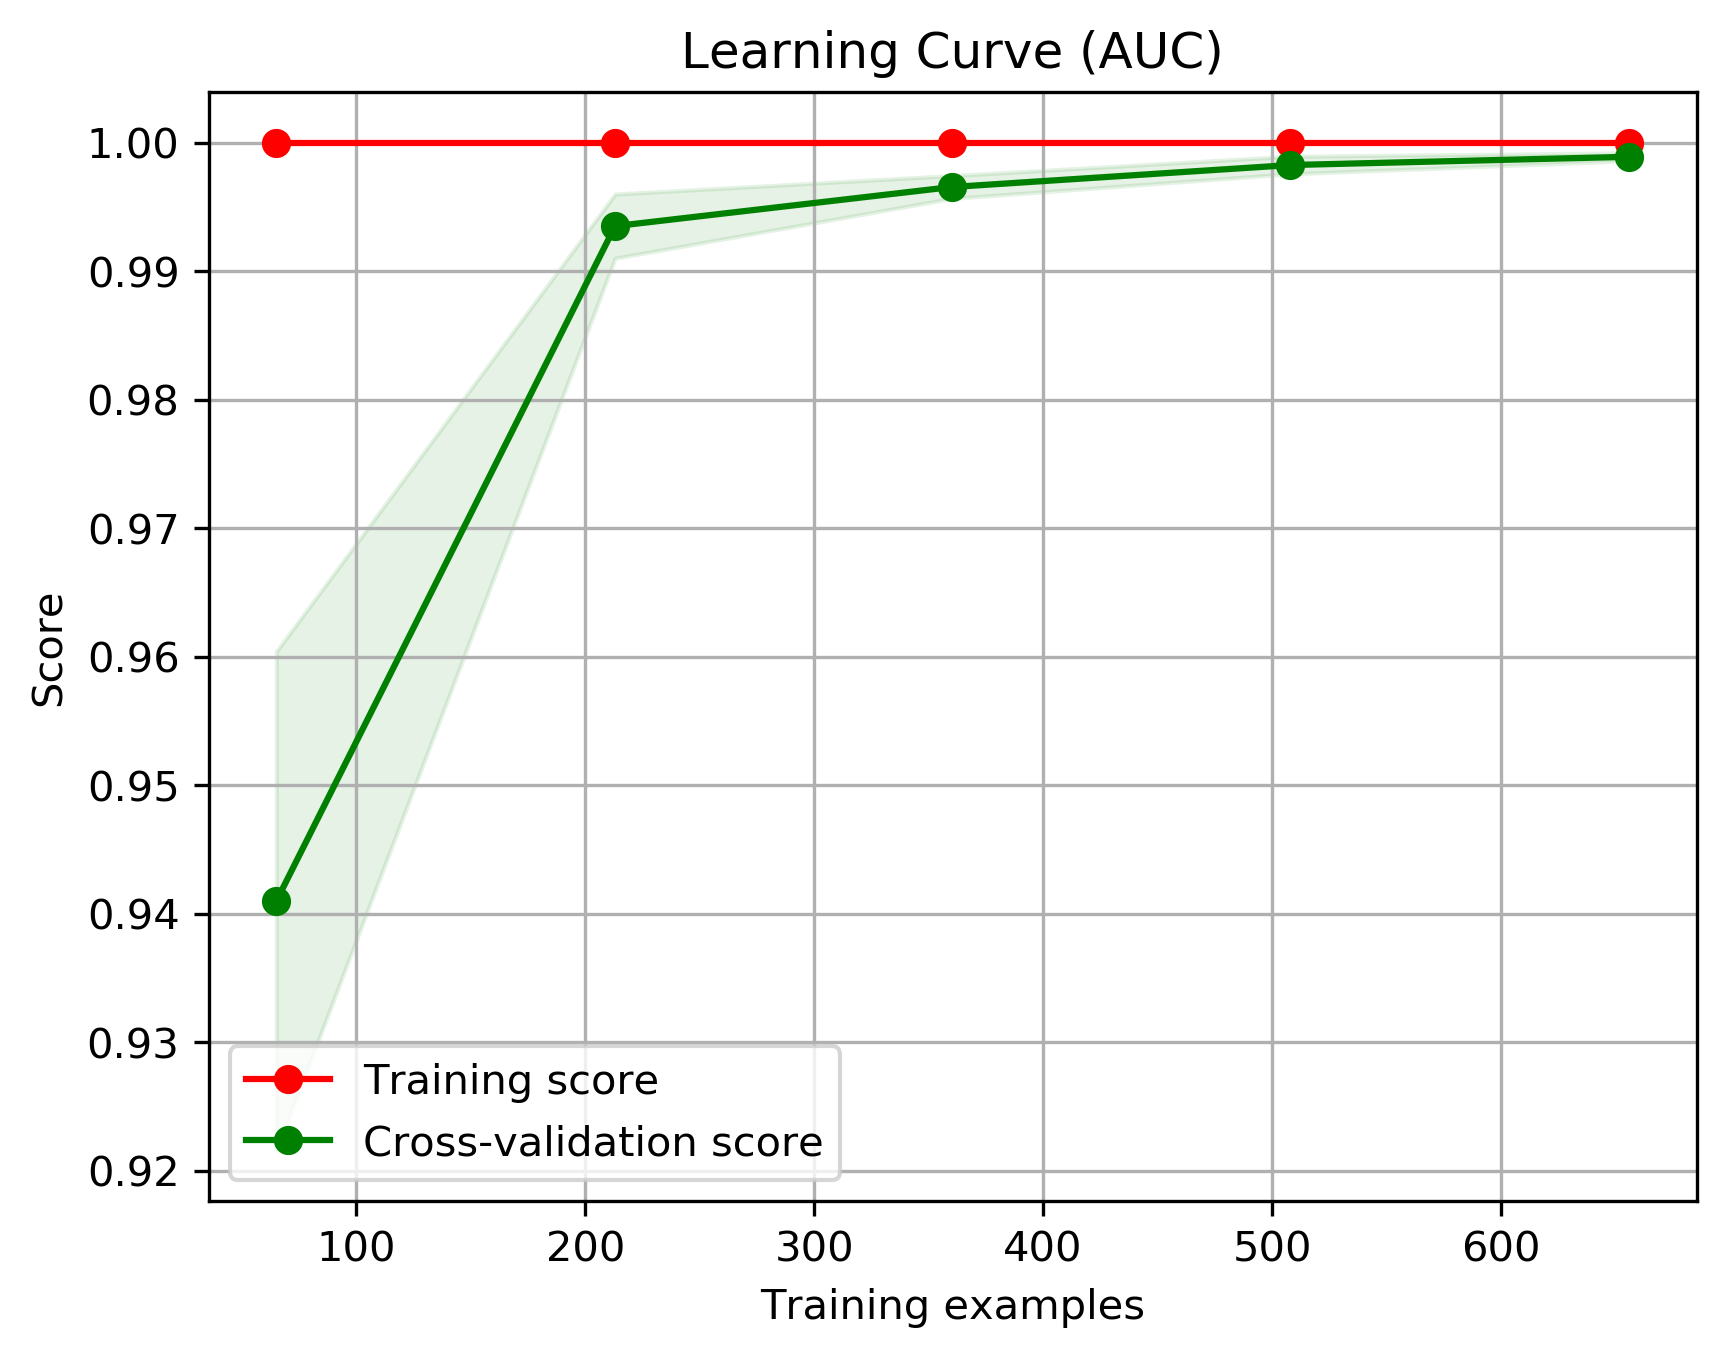 Learning Curve (AUC)
1.00
0.99
0.98
0.97
0.96
0.95
0.94
0.93
0.92
Score
Training score
Cross-validation score
100 200 300 400 500 600
Training examples